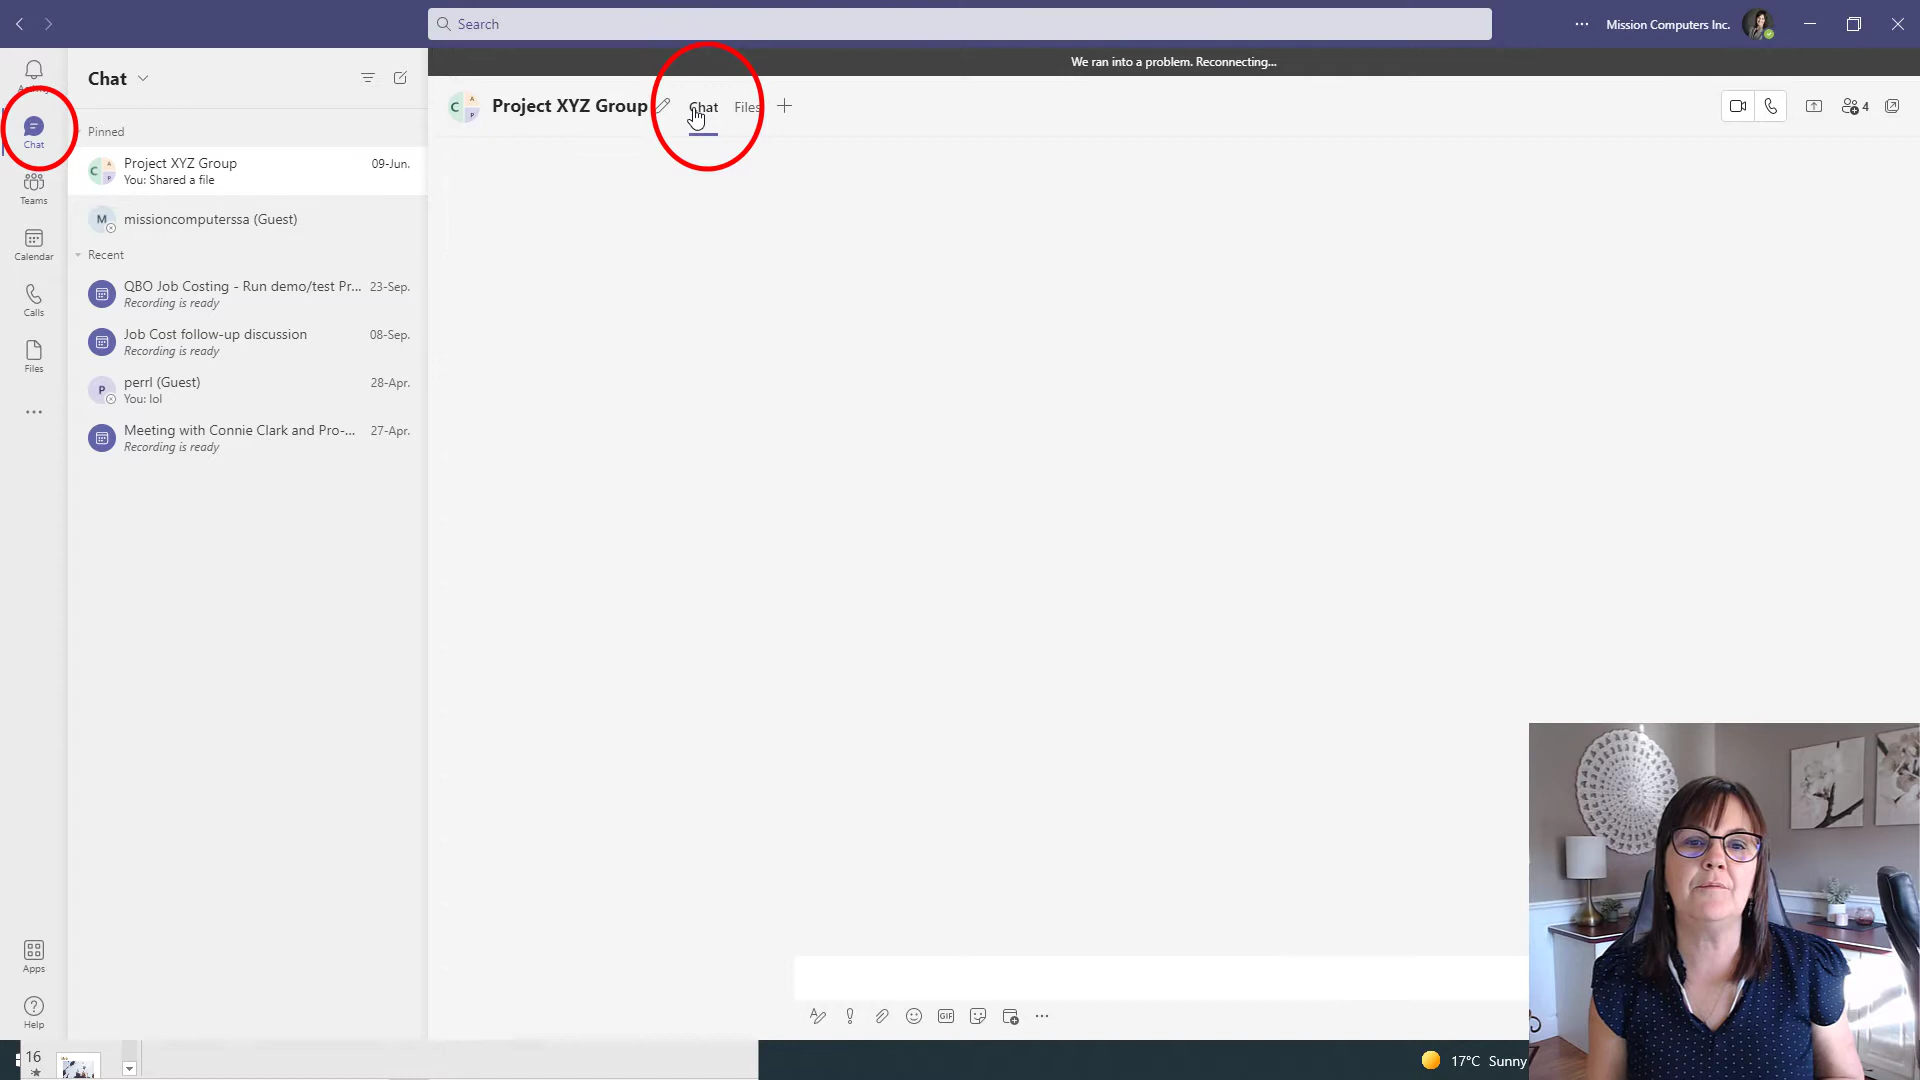 Search
Mission Computers Inc.
We ran into a problem. Reconnecting...
Activity
Chat
Teams
Calendar
Calls
Files
Apps
Help
Chat
Pinned
Project XYZ Group 09-Jun.
You: Shared a file
M missioncomputerssa (Guest)
Recent
QBO Job Costing - Run demo/test Pr... 23-Sep.
Recording is ready
Job Cost follow-up discussion 08-Sep.
Recording is ready
P perrl (Guest) 28-Apr.
You: lol
Meeting with Connie Clark and Pro-... 27-Apr.
Recording is ready
C A P Project XYZ Group Chat Files
4
GIF
16
17°C Sunny